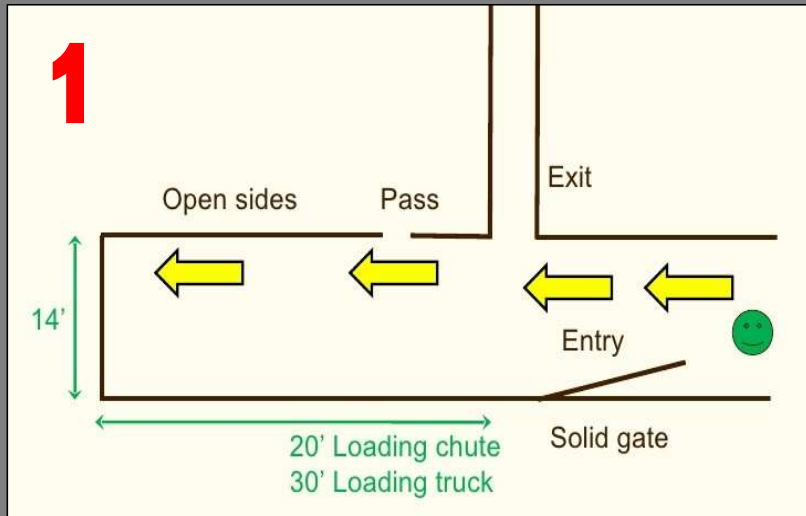 1
Exit
Open sides
Pass
14'
Entry
20' Loading chute
30' Loading truck
Solid gate